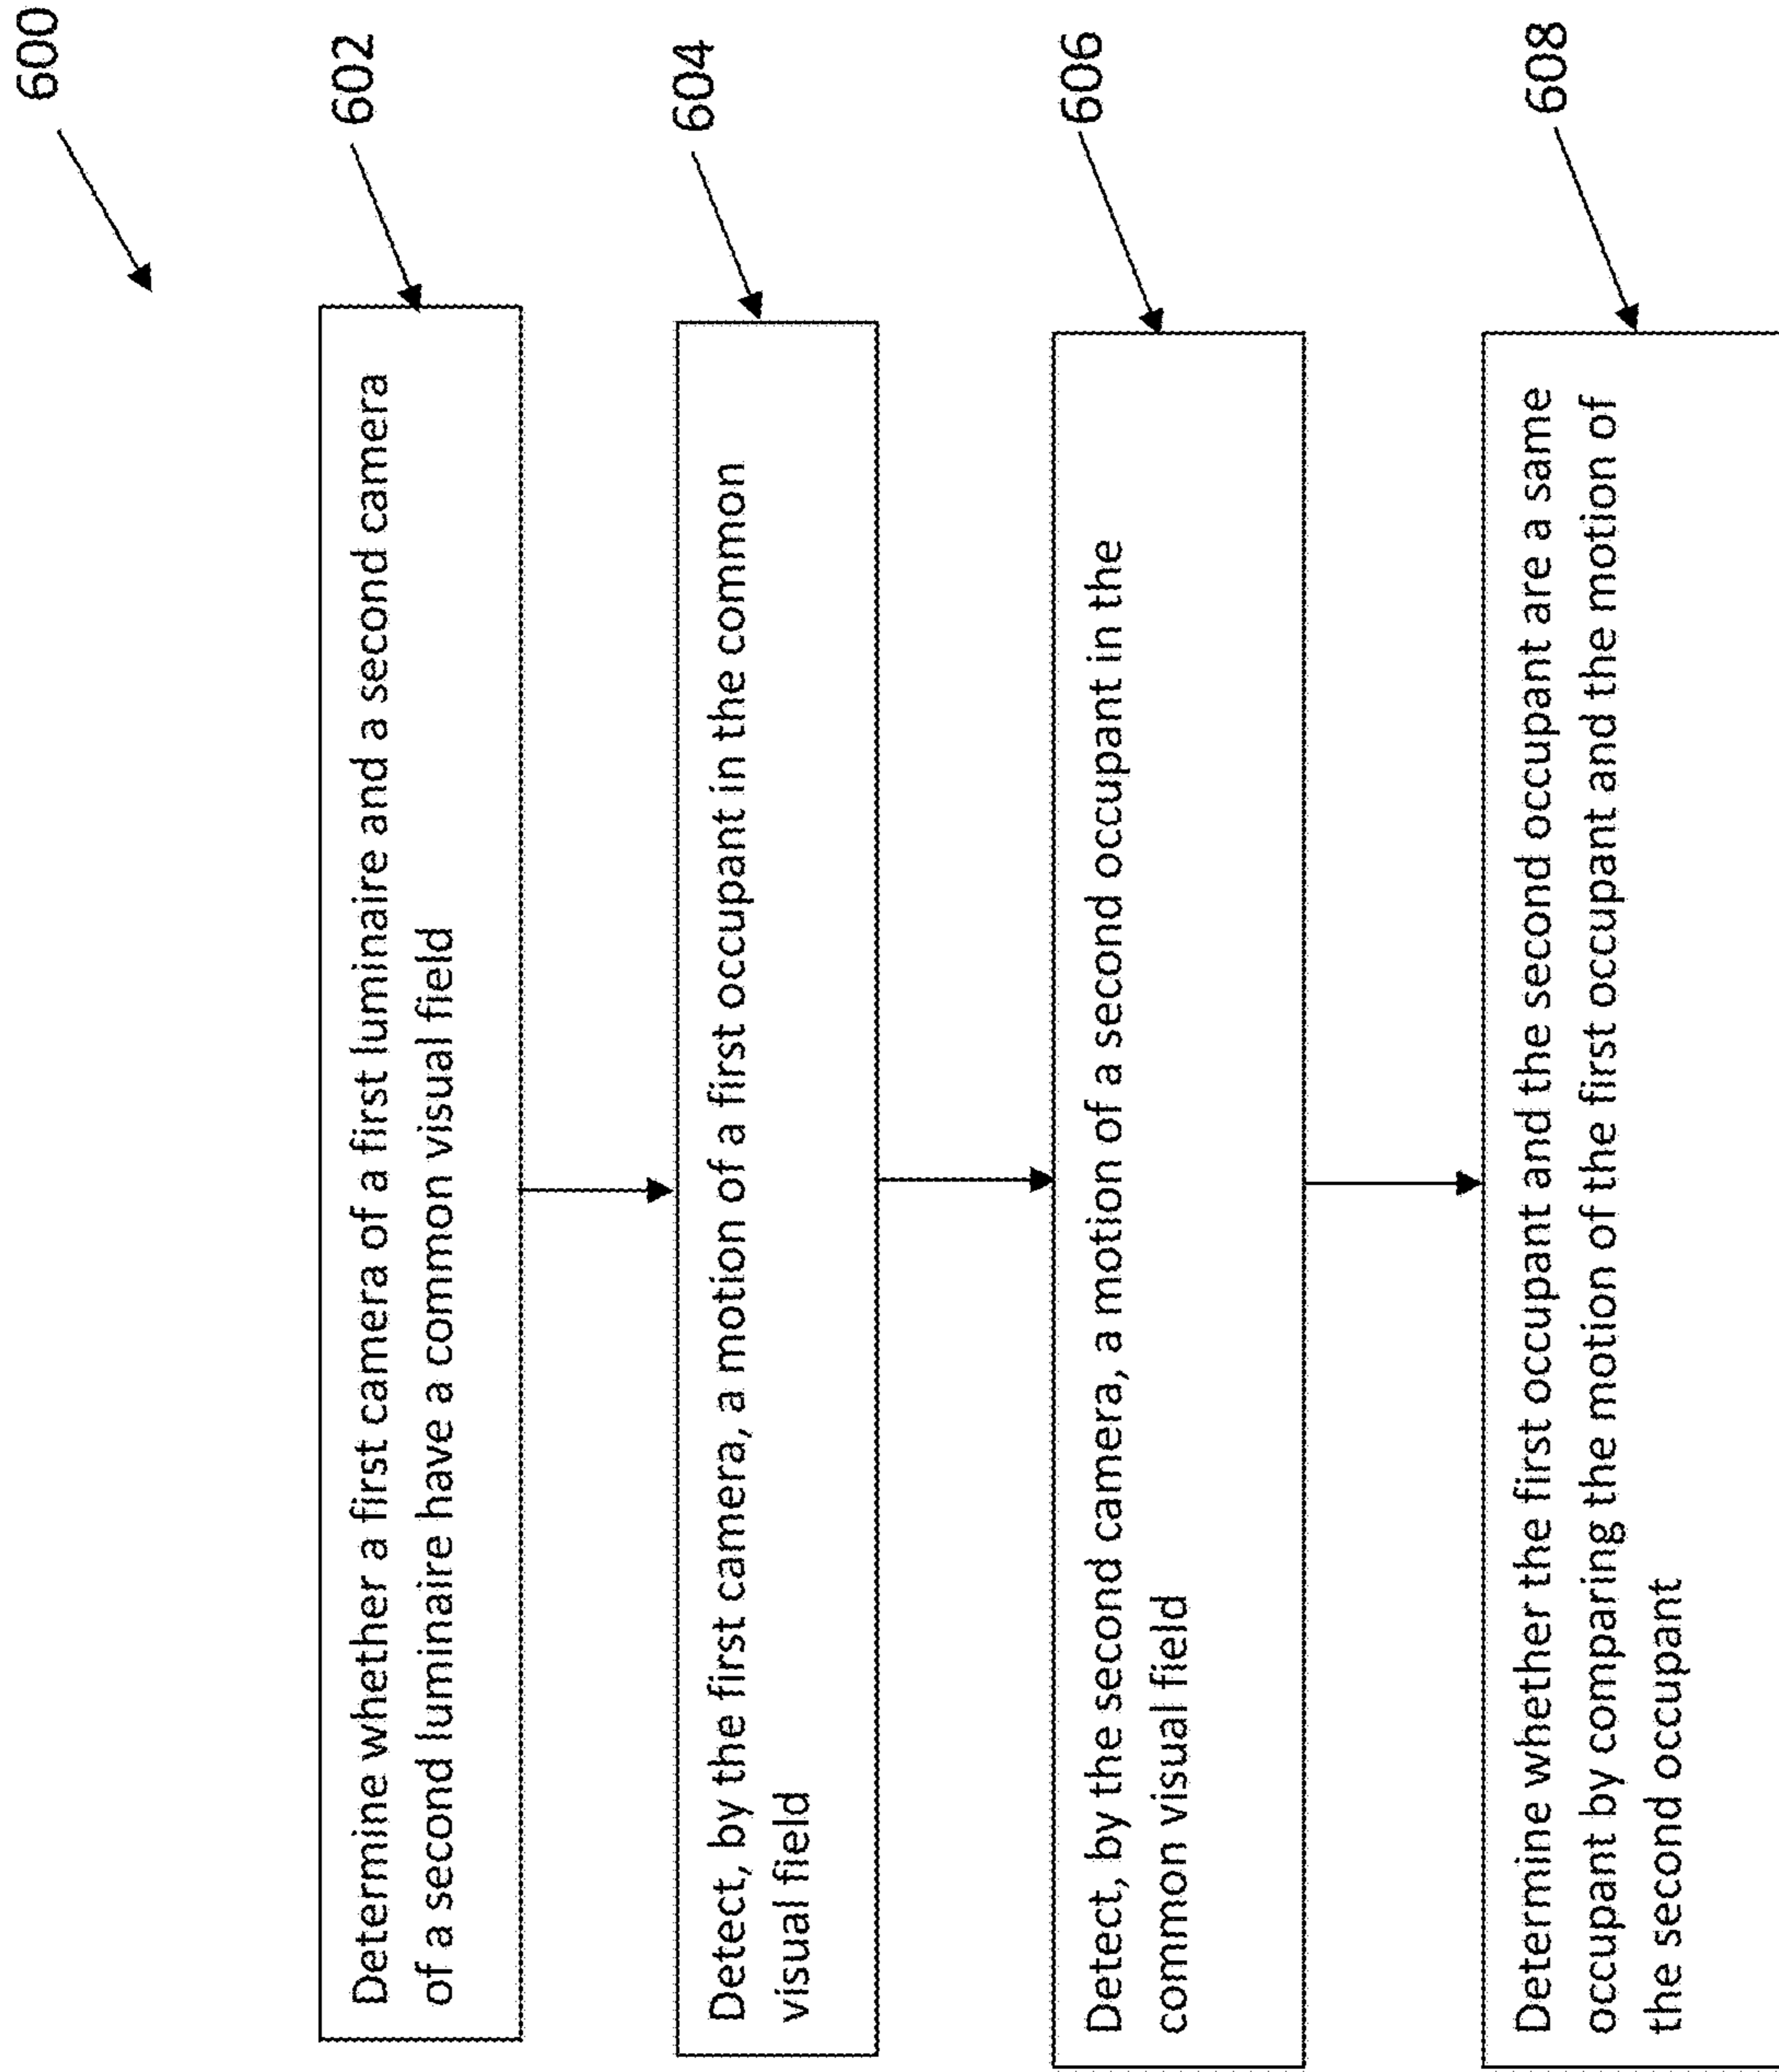 600
602
Determine whether a first camera of a first luminaire and a second camera
of a second luminaire have a common visual field
604
Detect, by the first camera, a motion of a first occupant in the common
visual field
606
Detect, by the second camera, a motion of a second occupant in the
common visual field
608
Determine whether the first occupant and the second occupant are a same
occupant by comparing the motion of the first occupant and the motion of
the second occupant